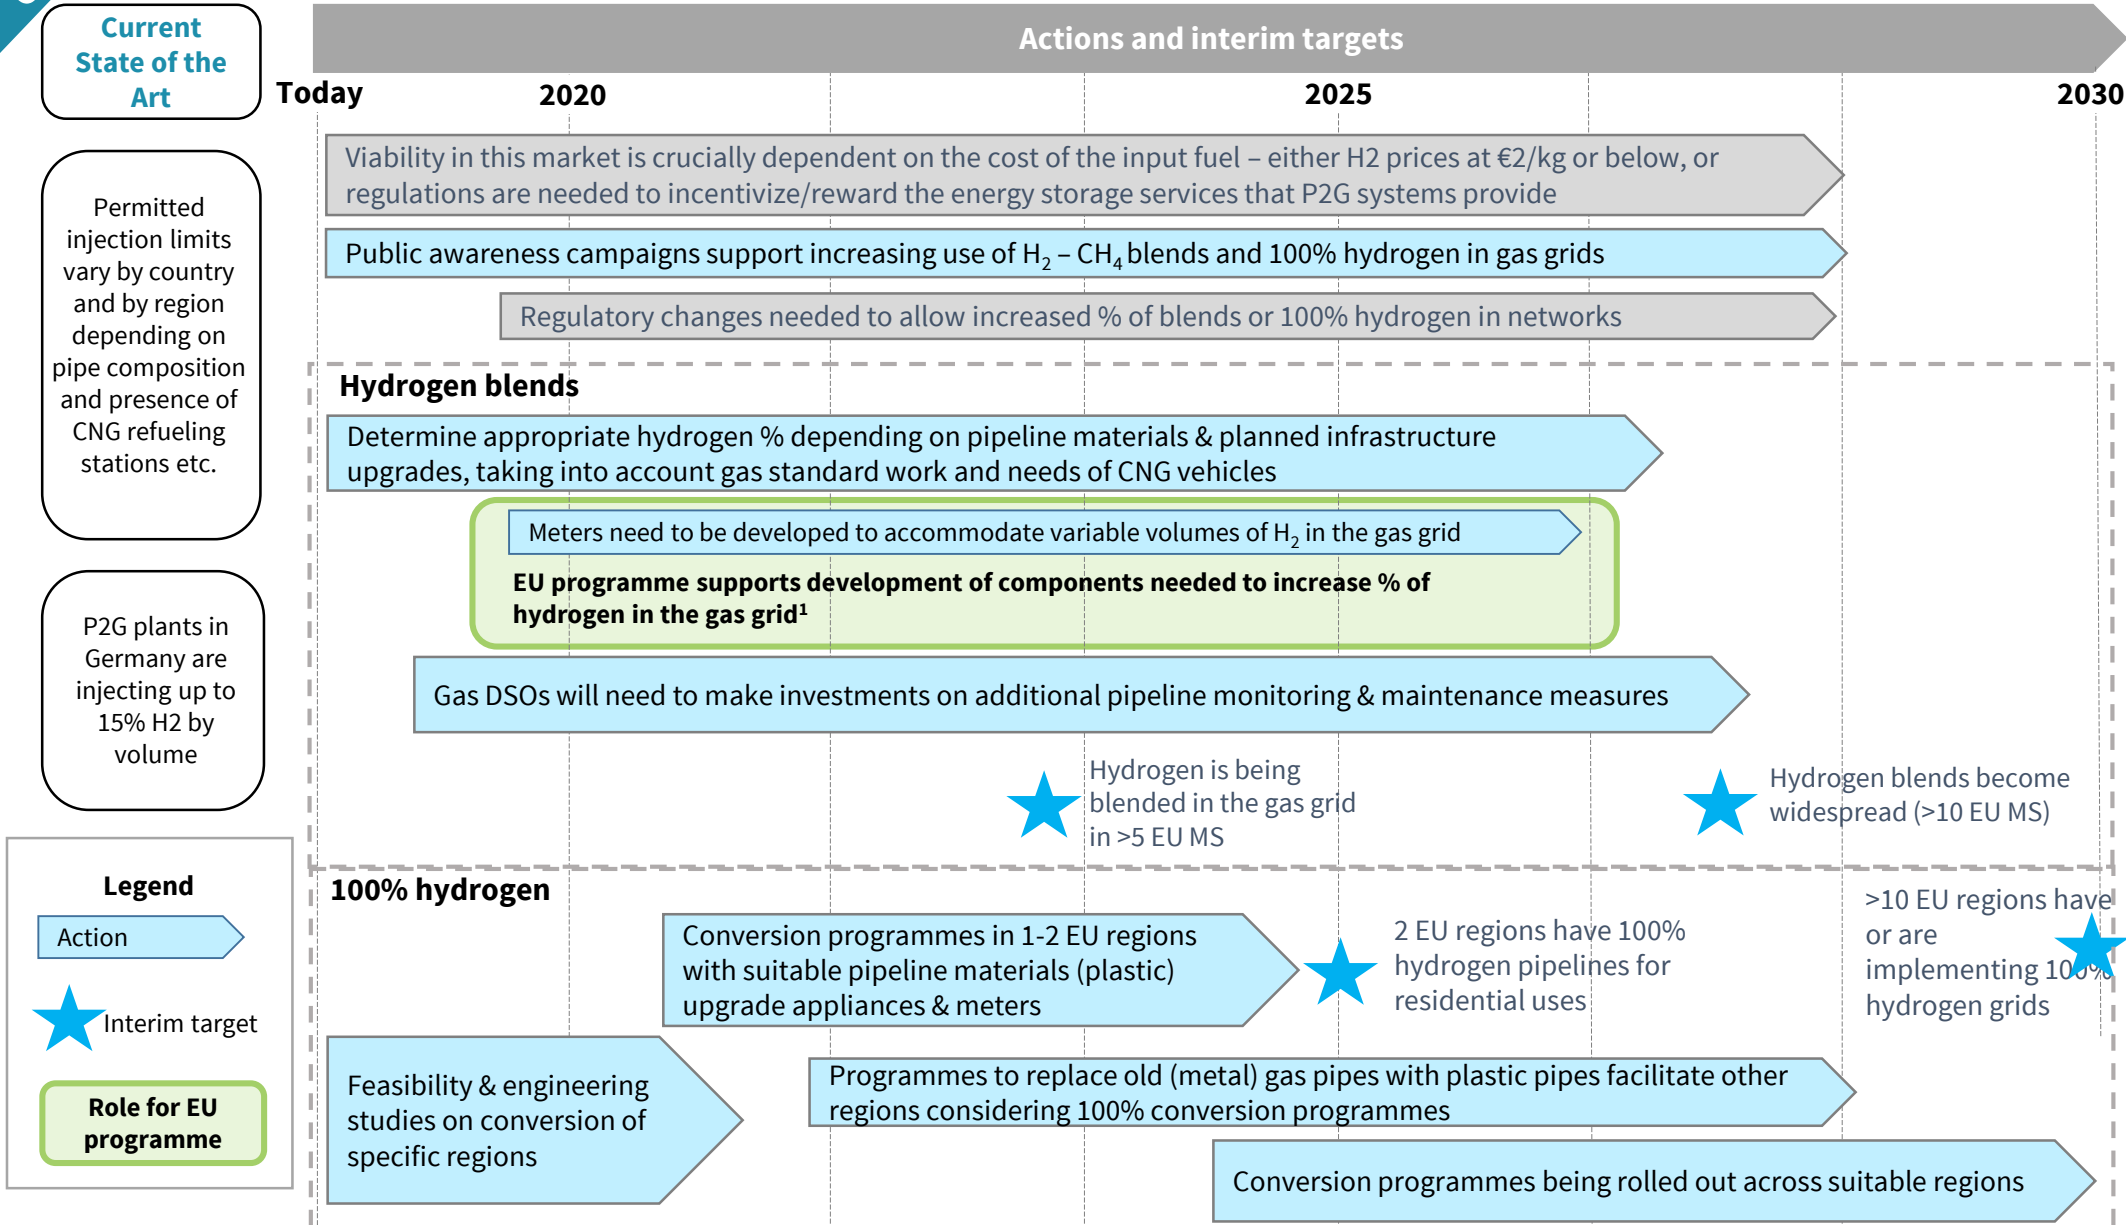 Current
State of the
Art
Actions and interim targets
Today
2020
2025
2030
Permitted
injection limits
vary by country
and by region
depending on
pipe composition
and presence of
CNG refueling
stations etc.
P2G plants in
Germany are
injecting up to
15% H2 by
volume
Legend
Action
Interim target
Role for EU
programme
Viability in this market is crucially dependent on the cost of the input fuel – either H2 prices at €2/kg or below, or
regulations are needed to incentivize/reward the energy storage services that P2G systems provide
Public awareness campaigns support increasing use of H₂ – CH₄ blends and 100% hydrogen in gas grids
Regulatory changes needed to allow increased % of blends or 100% hydrogen in networks
Hydrogen blends
Determine appropriate hydrogen % depending on pipeline materials & planned infrastructure
upgrades, taking into account gas standard work and needs of CNG vehicles
Meters need to be developed to accommodate variable volumes of H₂ in the gas grid
EU programme supports development of components needed to increase % of
hydrogen in the gas grid¹
Gas DSOs will need to make investments on additional pipeline monitoring & maintenance measures
Hydrogen is being
blended in the gas grid
in >5 EU MS
Hydrogen blends become
widespread (>10 EU MS)
100% hydrogen
Conversion programmes in 1-2 EU regions
with suitable pipeline materials (plastic)
upgrade appliances & meters
2 EU regions have 100%
hydrogen pipelines for
residential uses
>10 EU regions have
or are
implementing 100%
hydrogen grids
Feasibility & engineering
studies on conversion of
specific regions
Programmes to replace old (metal) gas pipes with plastic pipes facilitate other
regions considering 100% conversion programmes
Conversion programmes being rolled out across suitable regions